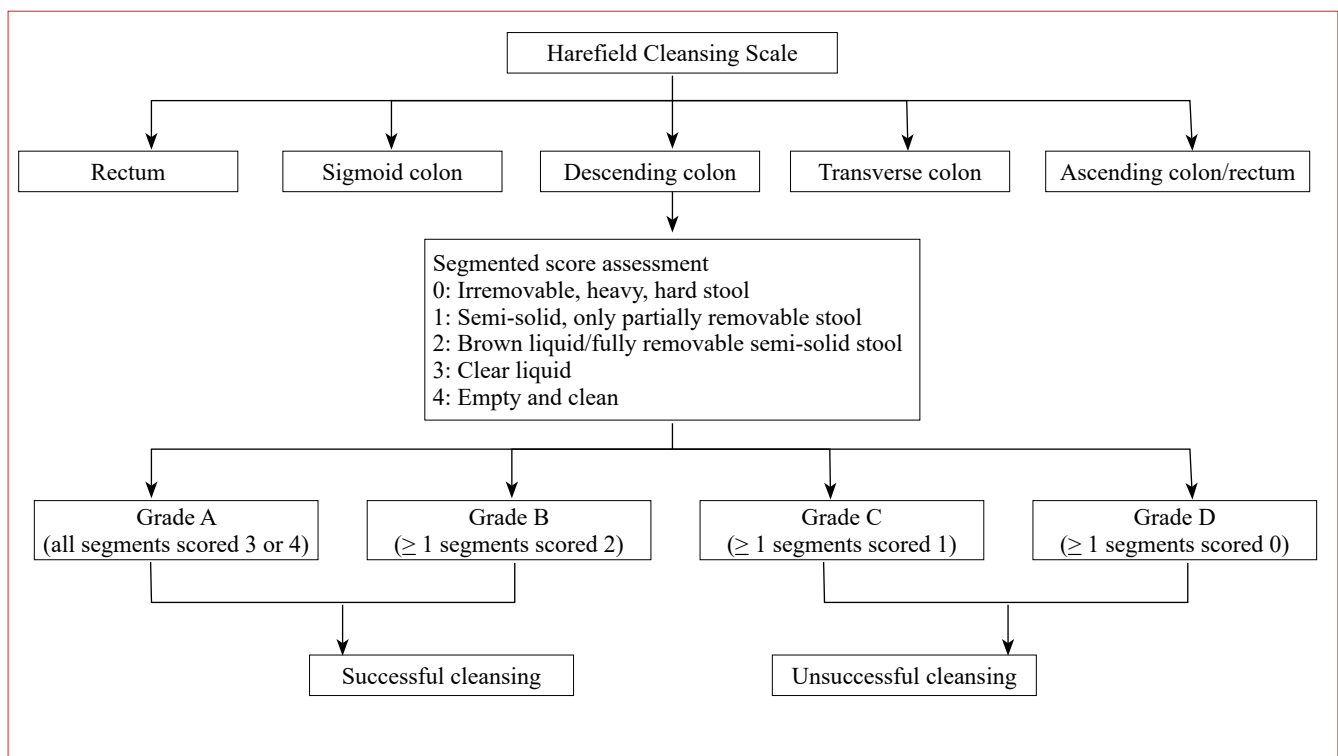 Harefield Cleansing Scale
Rectum
Sigmoid colon
Descending colon
Transverse colon
Ascending colon/rectum
Segmented score assessment
0: Irremovable, heavy, hard stool
1: Semi-solid, only partially removable stool
2: Brown liquid/fully removable semi-solid stool
3: Clear liquid
4: Empty and clean
Grade A
(all segments scored 3 or 4)
Grade B
(≥ 1 segments scored 2)
Grade C
(≥ 1 segments scored 1)
Grade D
(≥ 1 segments scored 0)
Successful cleansing
Unsuccessful cleansing